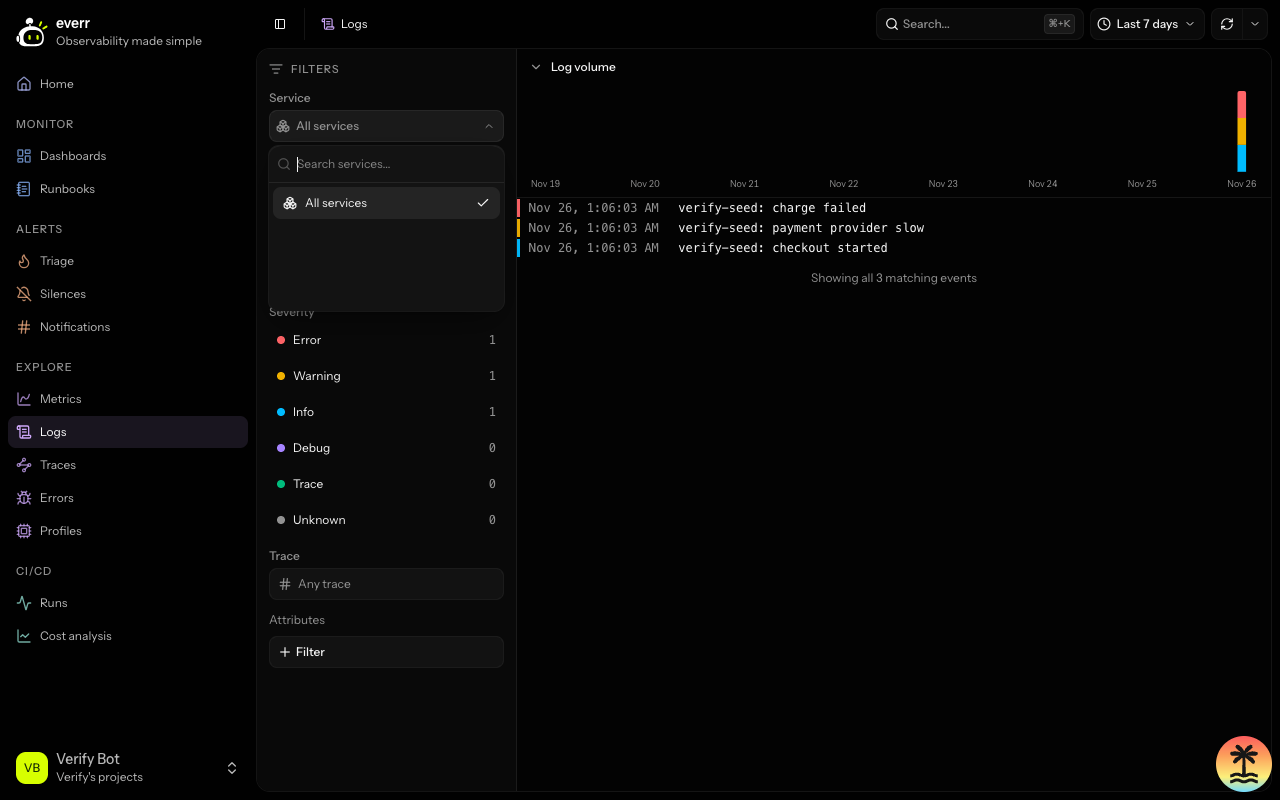 everr
Observability made simple
Home
MONITOR
Dashboards
Runbooks
ALERTS
Triage
Silences
Notifications
EXPLORE
Metrics
Logs
Traces
Errors
Profiles
CI/CD
Runs
Cost analysis
VB
Verify Bot
Verify's projects
Logs
Search...
⌘+K
Last 7 days
FILTERS
Service
All services
Search services...
All services
Severity
Error 1
Warning 1
Info 1
Debug 0
Trace 0
Unknown 0
Trace
Any trace
Attributes
Filter
Log volume
Nov 19 Nov 20 Nov 21 Nov 22 Nov 23 Nov 24 Nov 25 Nov 26
Nov 26, 1:06:03 AM verify-seed: charge failed
Nov 26, 1:06:03 AM verify-seed: payment provider slow
Nov 26, 1:06:03 AM verify-seed: checkout started
Showing all 3 matching events